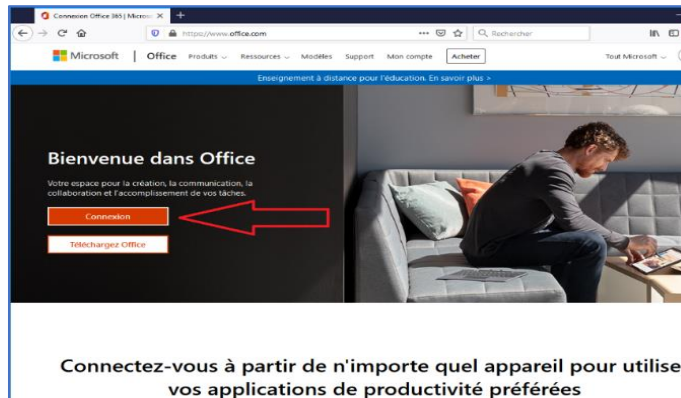 Connexion Office 365 | Micros
https://www.office.com
Rechercher
Microsoft | Office Produits Ressources Modèles Support Mon compte Acheter Tout Microsoft
Enseignement à distance pour l'éducation. En savoir plus >
Bienvenue dans Office
Votre espace pour la création, la communication, la
collaboration et l'accomplissement de vos tâches.
Connexion
Téléchargez Office
Connectez-vous à partir de n'importe quel appareil pour utilise
vos applications de productivité préférées